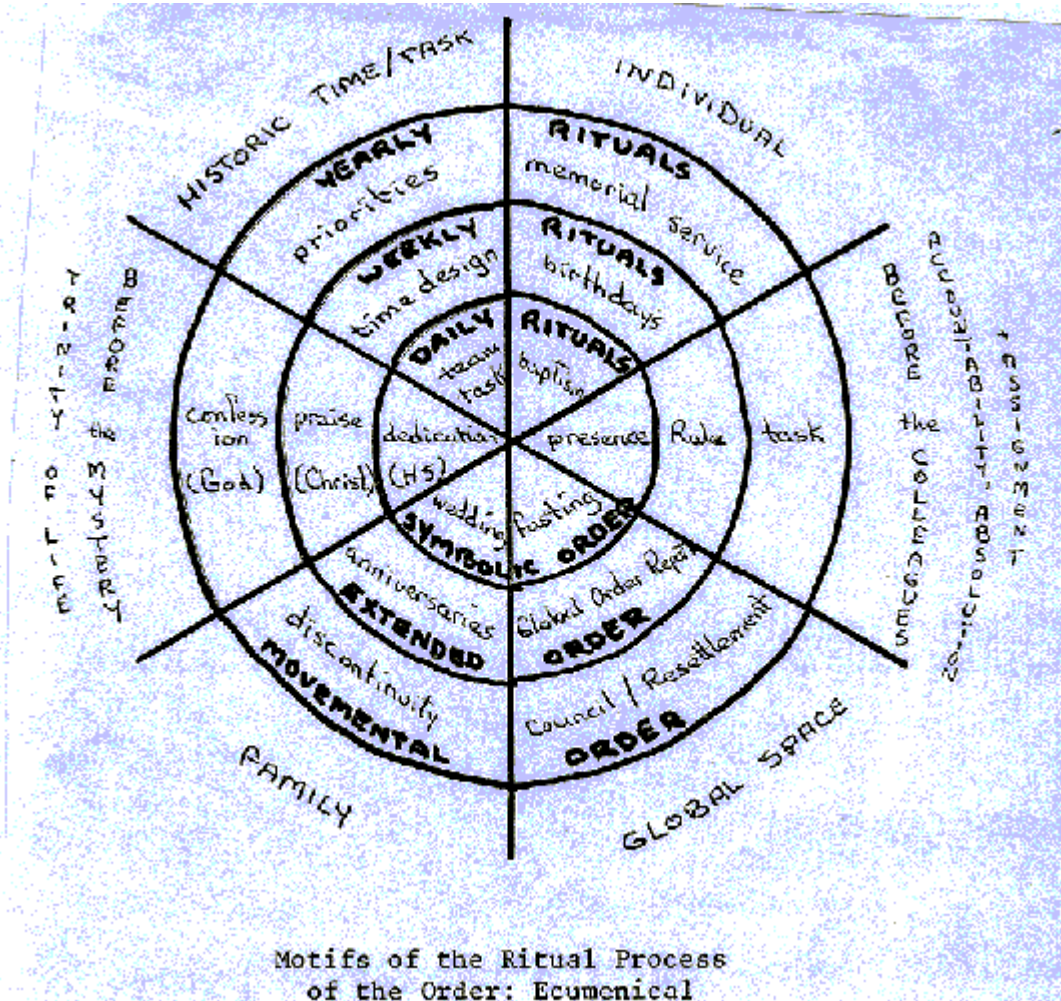 HISTORIC TIME/TASK
INDIVIDUAL
YEARLY RITUALS
priorities
memorial service
WEEKLY RITUALS
time design
birthdays
DAILY RITUALS
team task
baptism
TRINITY OF LIFE
BEFORE the MYSTERY
confession
(God)
praise
(Christ)
dedication
(HS)
presence
Rule
task
BEFORE the COLLEAGUES
ACCOUNTABILITY ABSOLUTION
+ ASSIGNMENT
wedding
fasting
SYMBOLIC ORDER
anniversaries
Global Order Report
EXTENDED ORDER
discontinuity
Council / Resettlement
MOVEMENTAL ORDER
FAMILY
GLOBAL SPACE
Motifs of the Ritual Process
of the Order: Ecumenical